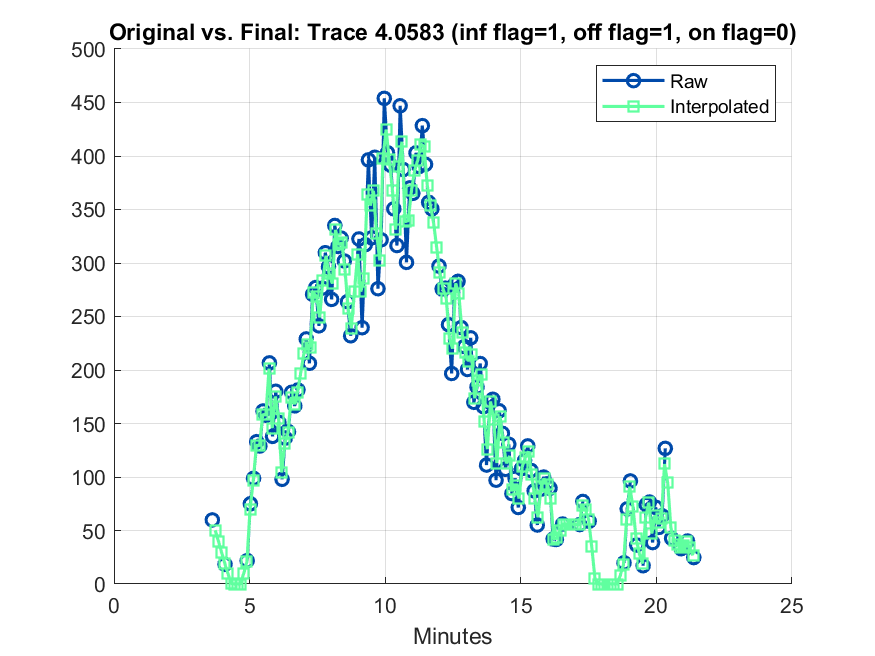 Original vs. Final: Trace 4.0583 (inf flag=1, off flag=1, on flag=0)
500
450
400
350
300
250
200
150
100
50
0
Raw
Interpolated
0 5 10 15 20 25
Minutes